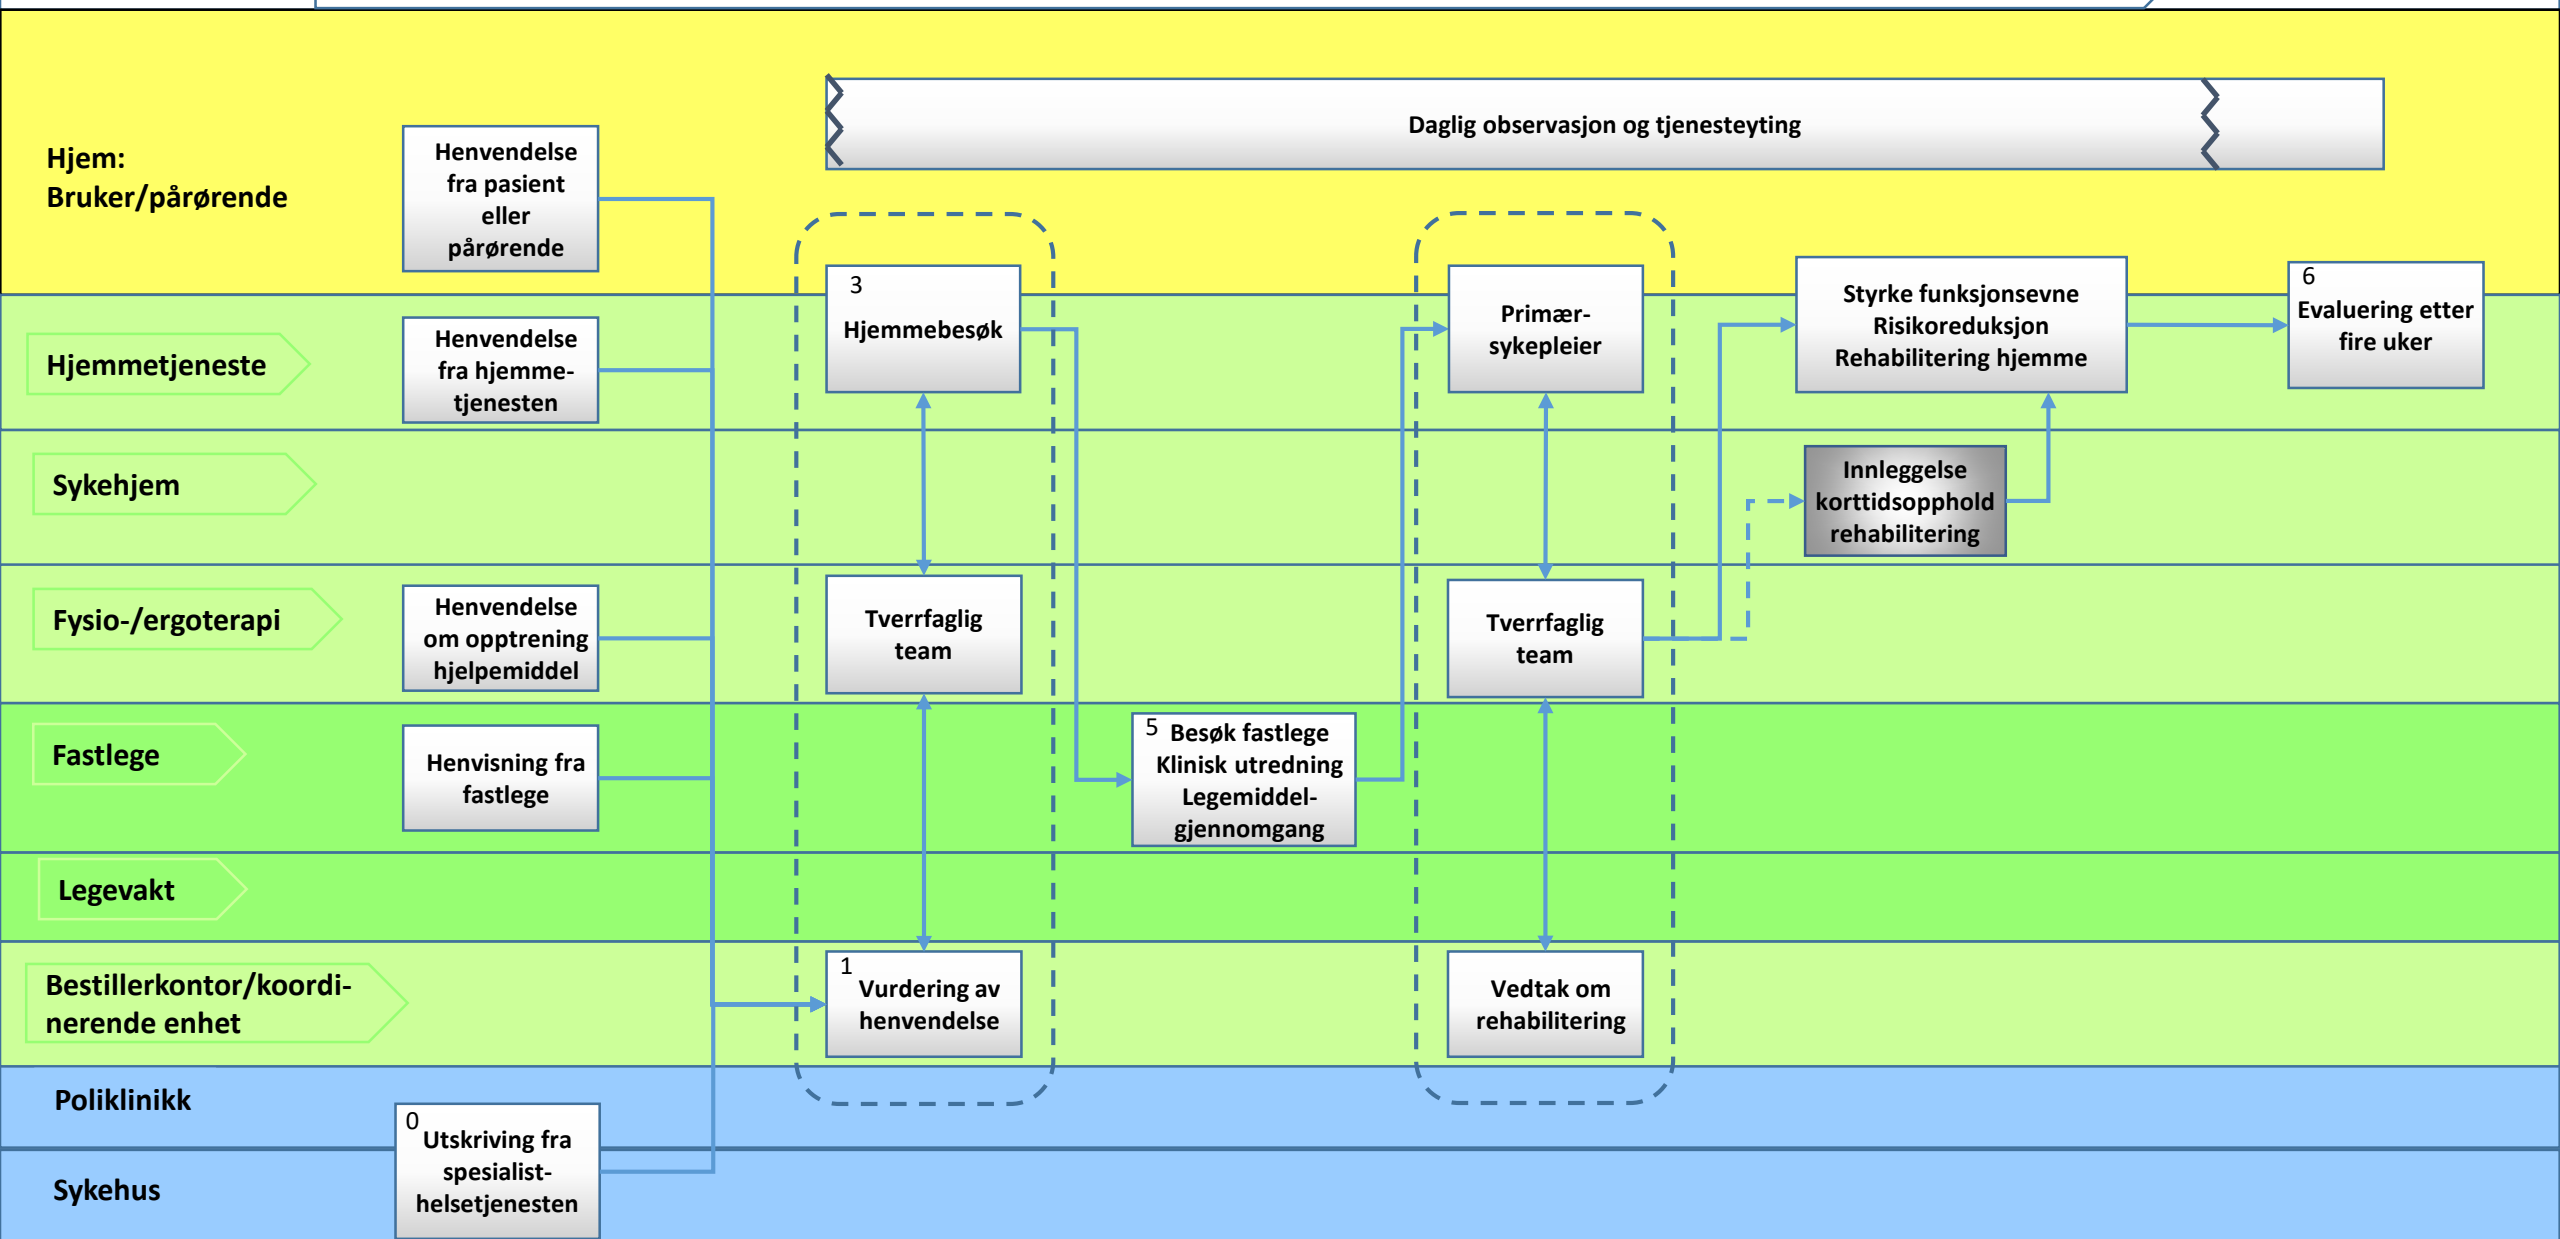 Daglig observasjon og tjenesteyting
Hjem:
Bruker/pårørende
Henvendelse
fra pasient
eller
pårørende
3
Hjemmebesøk
Primær-
sykepleier
Styrke funksjonsevne
Risikoreduksjon
Rehabilitering hjemme
6
Evaluering etter
fire uker
Hjemmetjeneste
Henvendelse
fra hjemme-
tjenesten
Sykehjem
Innleggelse
korttidsopphold
rehabilitering
Fysio-/ergoterapi
Henvendelse
om opptrening
hjelpemiddel
Tverrfaglig
team
Tverrfaglig
team
Fastlege
Henvisning fra
fastlege
5
Besøk fastlege
Klinisk utredning
Legemiddel-
gjennomgang
Legevakt
Bestillerkontor/koordi-
nerende enhet
1
Vurdering av
henvendelse
Vedtak om
rehabilitering
Poliklinikk
0
Utskriving fra
spesialist-
helsetjenesten
Sykehus